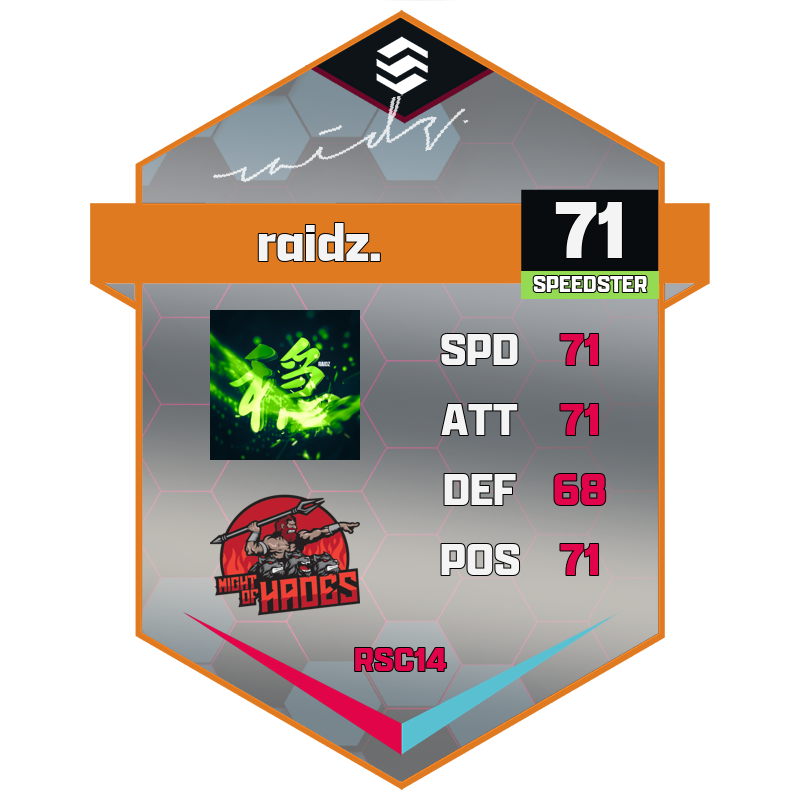 raidz.
raidz.
71
SPEEDSTER
稳
RAIDZ
SPD 71
ATT 71
DEF 68
POS 71
MIGHT
OF HADES
RSC14